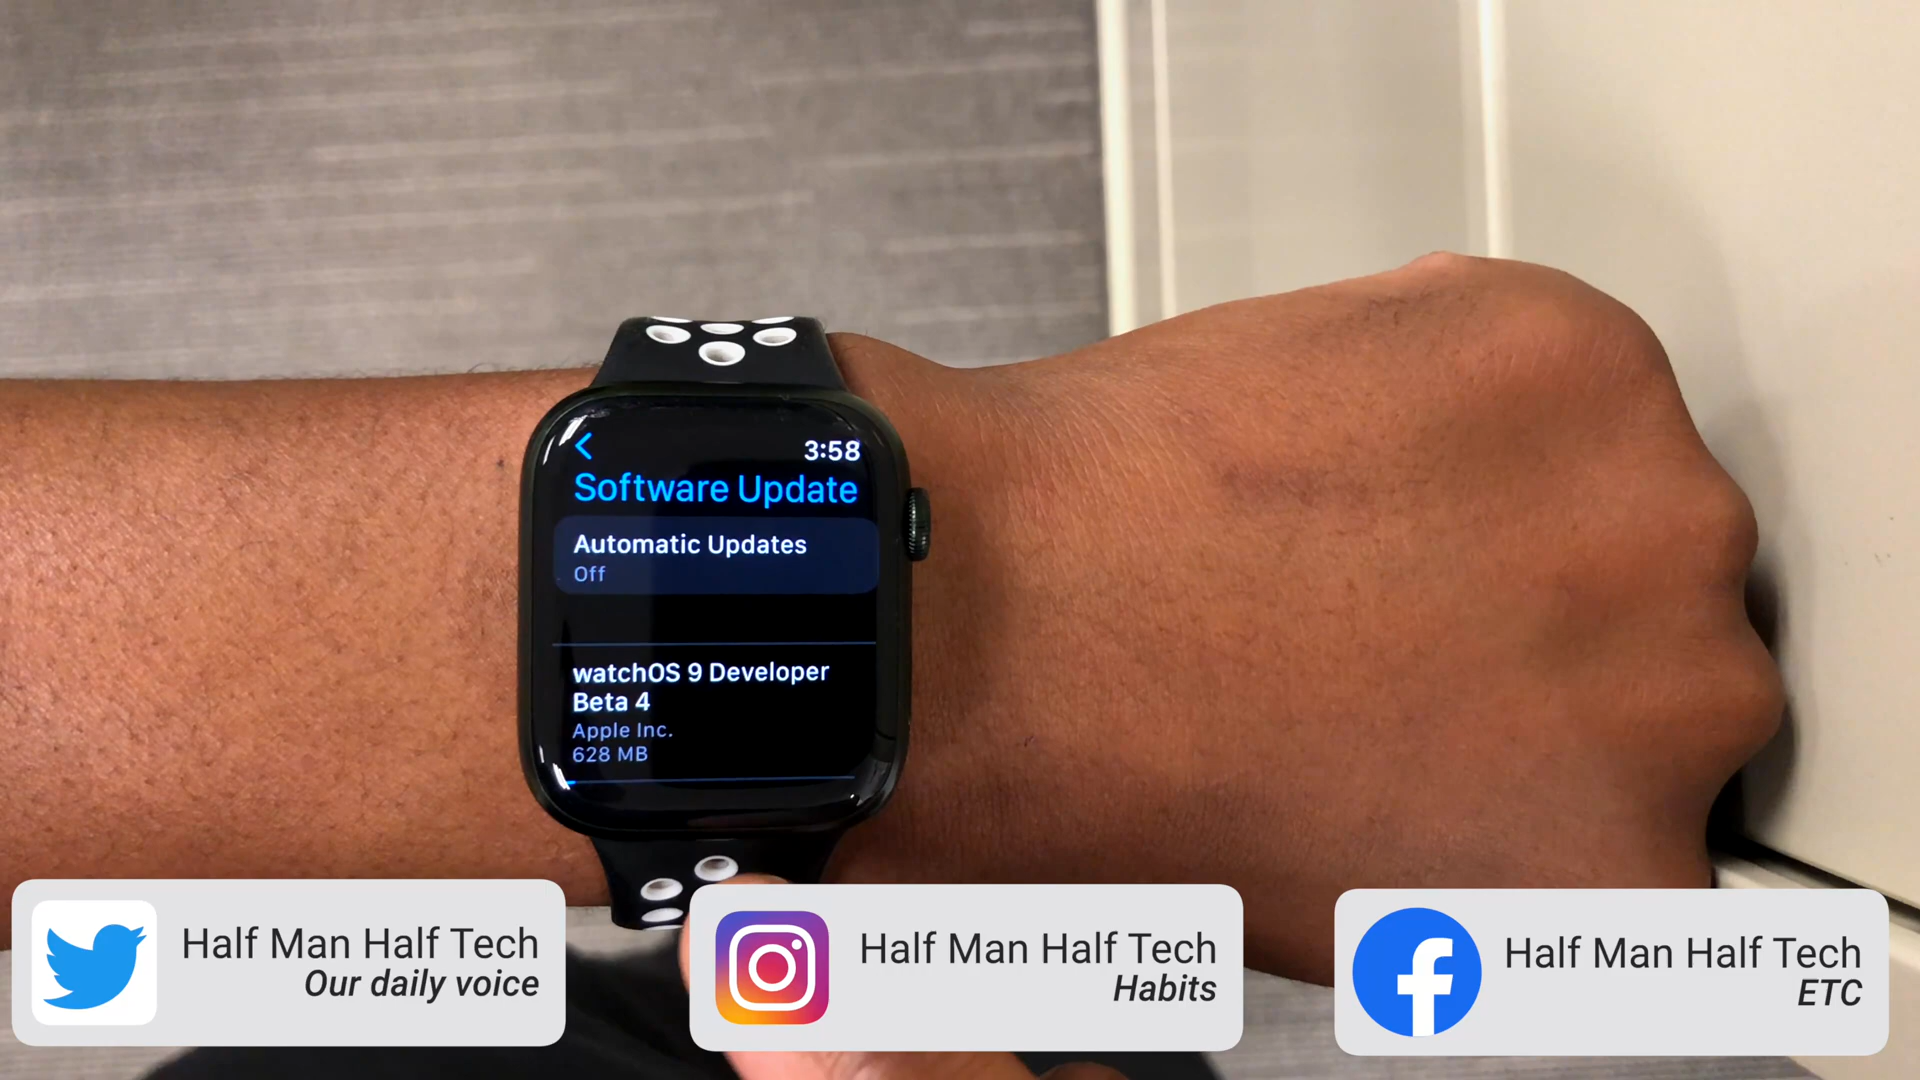 3:58
Software Update
Automatic Updates
Off
watchOS 9 Developer
Beta 4
Apple Inc.
628 MB
Half Man Half Tech
Our daily voice
Half Man Half Tech
Habits
Half Man Half Tech
ETC